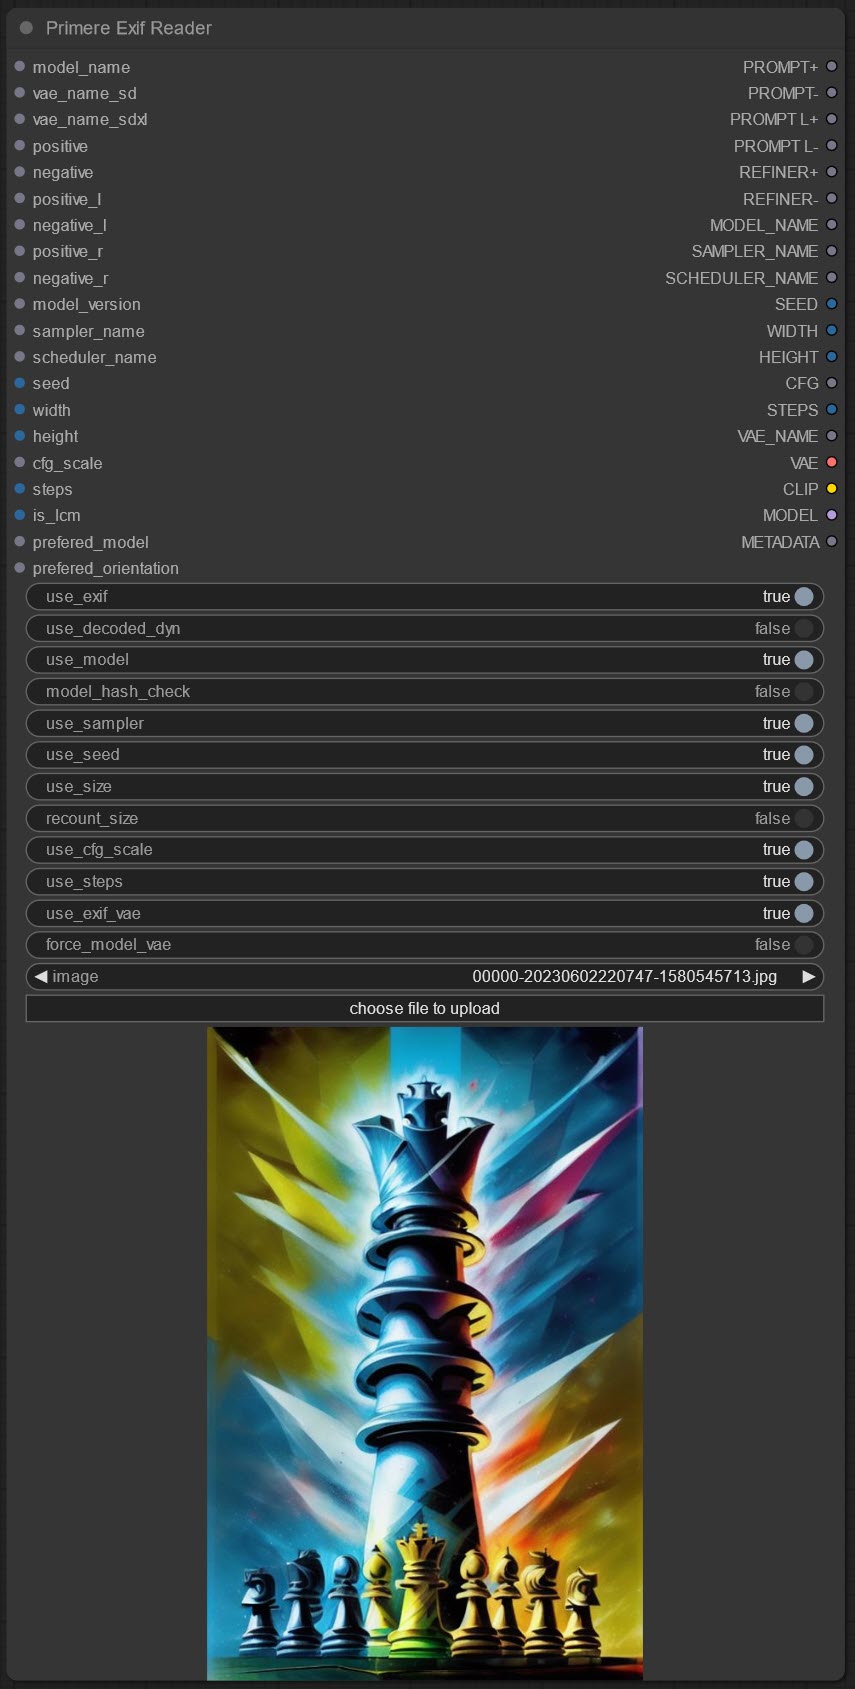 Primere Exif Reader
model_name PROMPT+
vae_name_sd PROMPT-
vae_name_sdxl PROMPT L+
positive PROMPT L-
negative REFINER+
positive_l REFINER-
negative_l MODEL_NAME
positive_r SAMPLER_NAME
negative_r SCHEDULER_NAME
model_version SEED
sampler_name WIDTH
scheduler_name HEIGHT
seed CFG
width STEPS
height VAE_NAME
cfg_scale VAE
steps CLIP
is_lcm MODEL
prefered_model METADATA
prefered_orientation
use_exif true
use_decoded_dyn false
use_model true
model_hash_check false
use_sampler true
use_seed true
use_size true
recount_size false
use_cfg_scale true
use_steps true
use_exif_vae true
force_model_vae false
image 00000-20230602220747-1580545713.jpg
choose file to upload